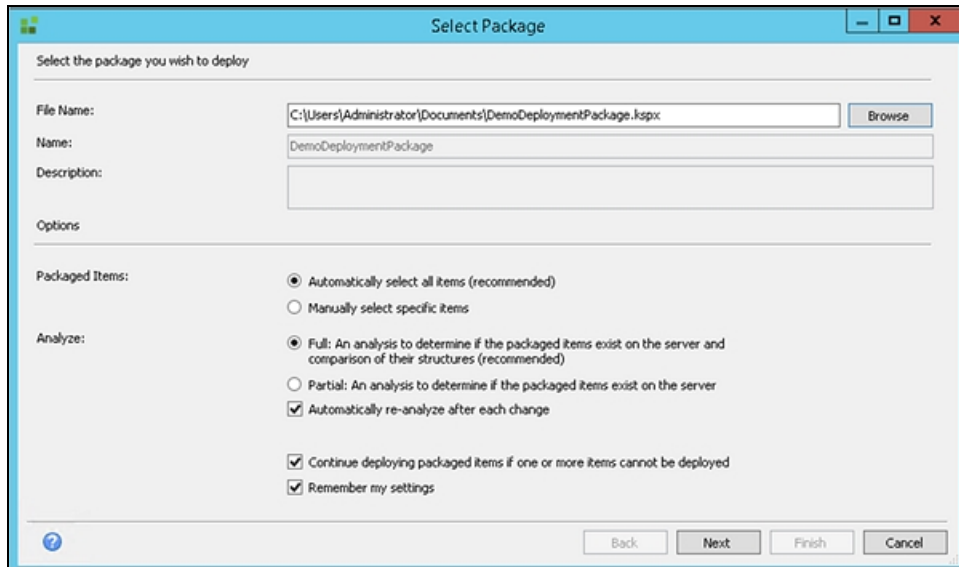 Select Package
Select the package you wish to deploy
File Name:
C:\Users\Administrator\Documents\DemoDeploymentPackage.kspx
Browse
Name:
DemoDeploymentPackage
Description:
Options
Packaged Items:
Automatically select all items (recommended)
Manually select specific items
Analyze:
Full: An analysis to determine if the packaged items exist on the server and
comparison of their structures (recommended)
Partial: An analysis to determine if the packaged items exist on the server
Automatically re-analyze after each change
Continue deploying packaged items if one or more items cannot be deployed
Remember my settings
Back
Next
Finish
Cancel